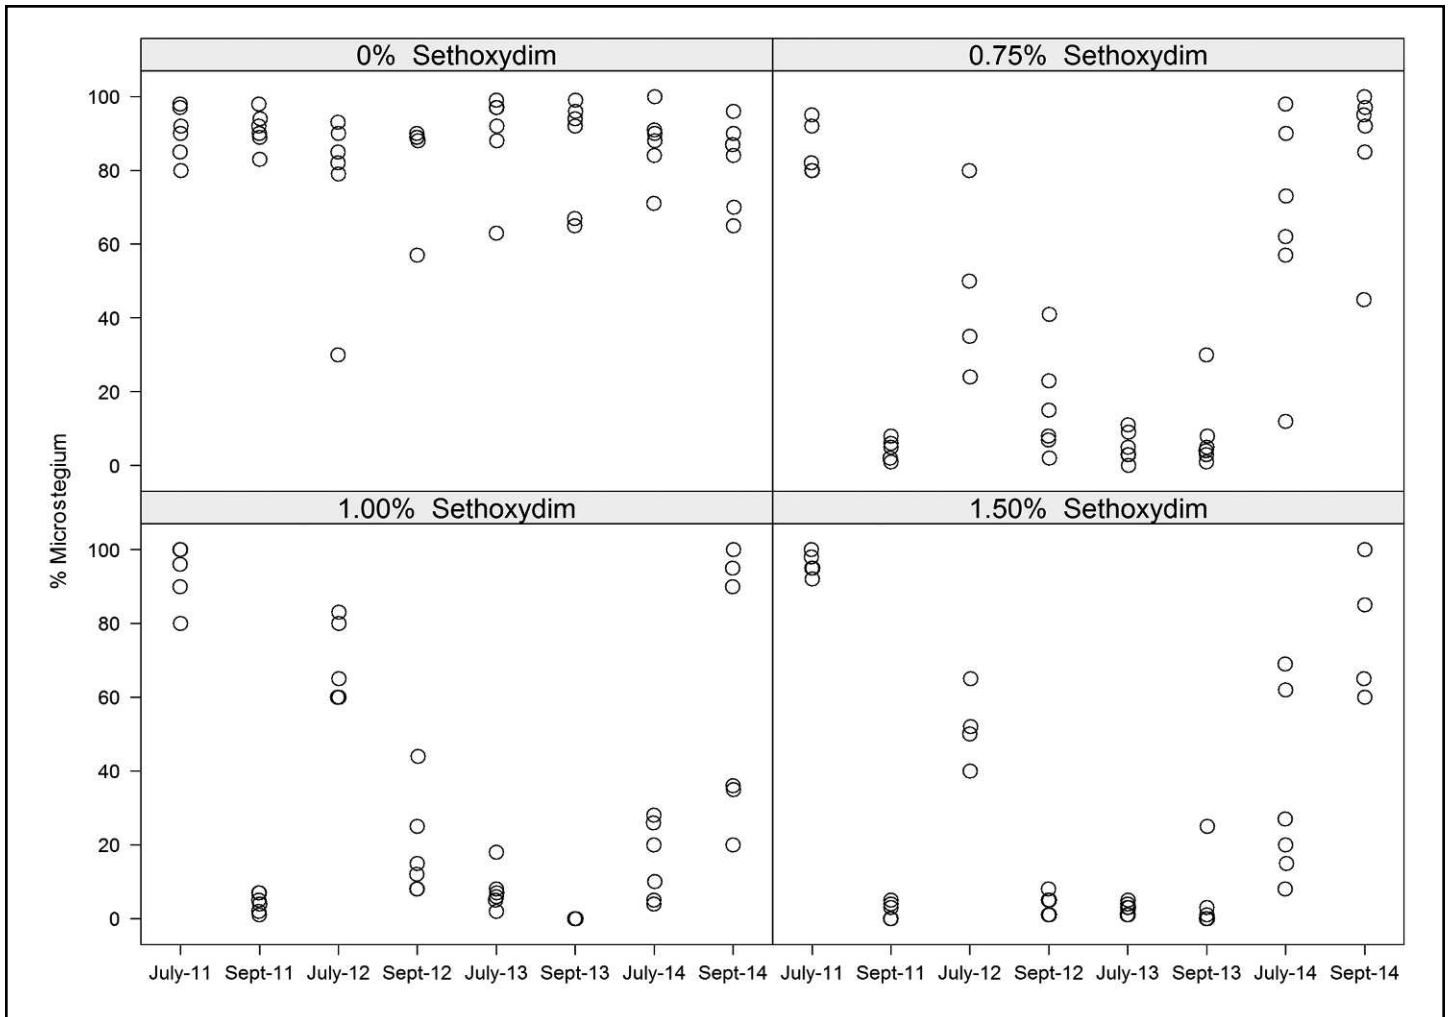 0% Sethoxydim
0.75% Sethoxydim
100
80
60
40
20
0
% Microstegium
1.00% Sethoxydim
1.50% Sethoxydim
100
80
60
40
20
0
July-11 Sept-11 July-12 Sept-12 July-13 Sept-13 July-14 Sept-14
July-11 Sept-11 July-12 Sept-12 July-13 Sept-13 July-14 Sept-14